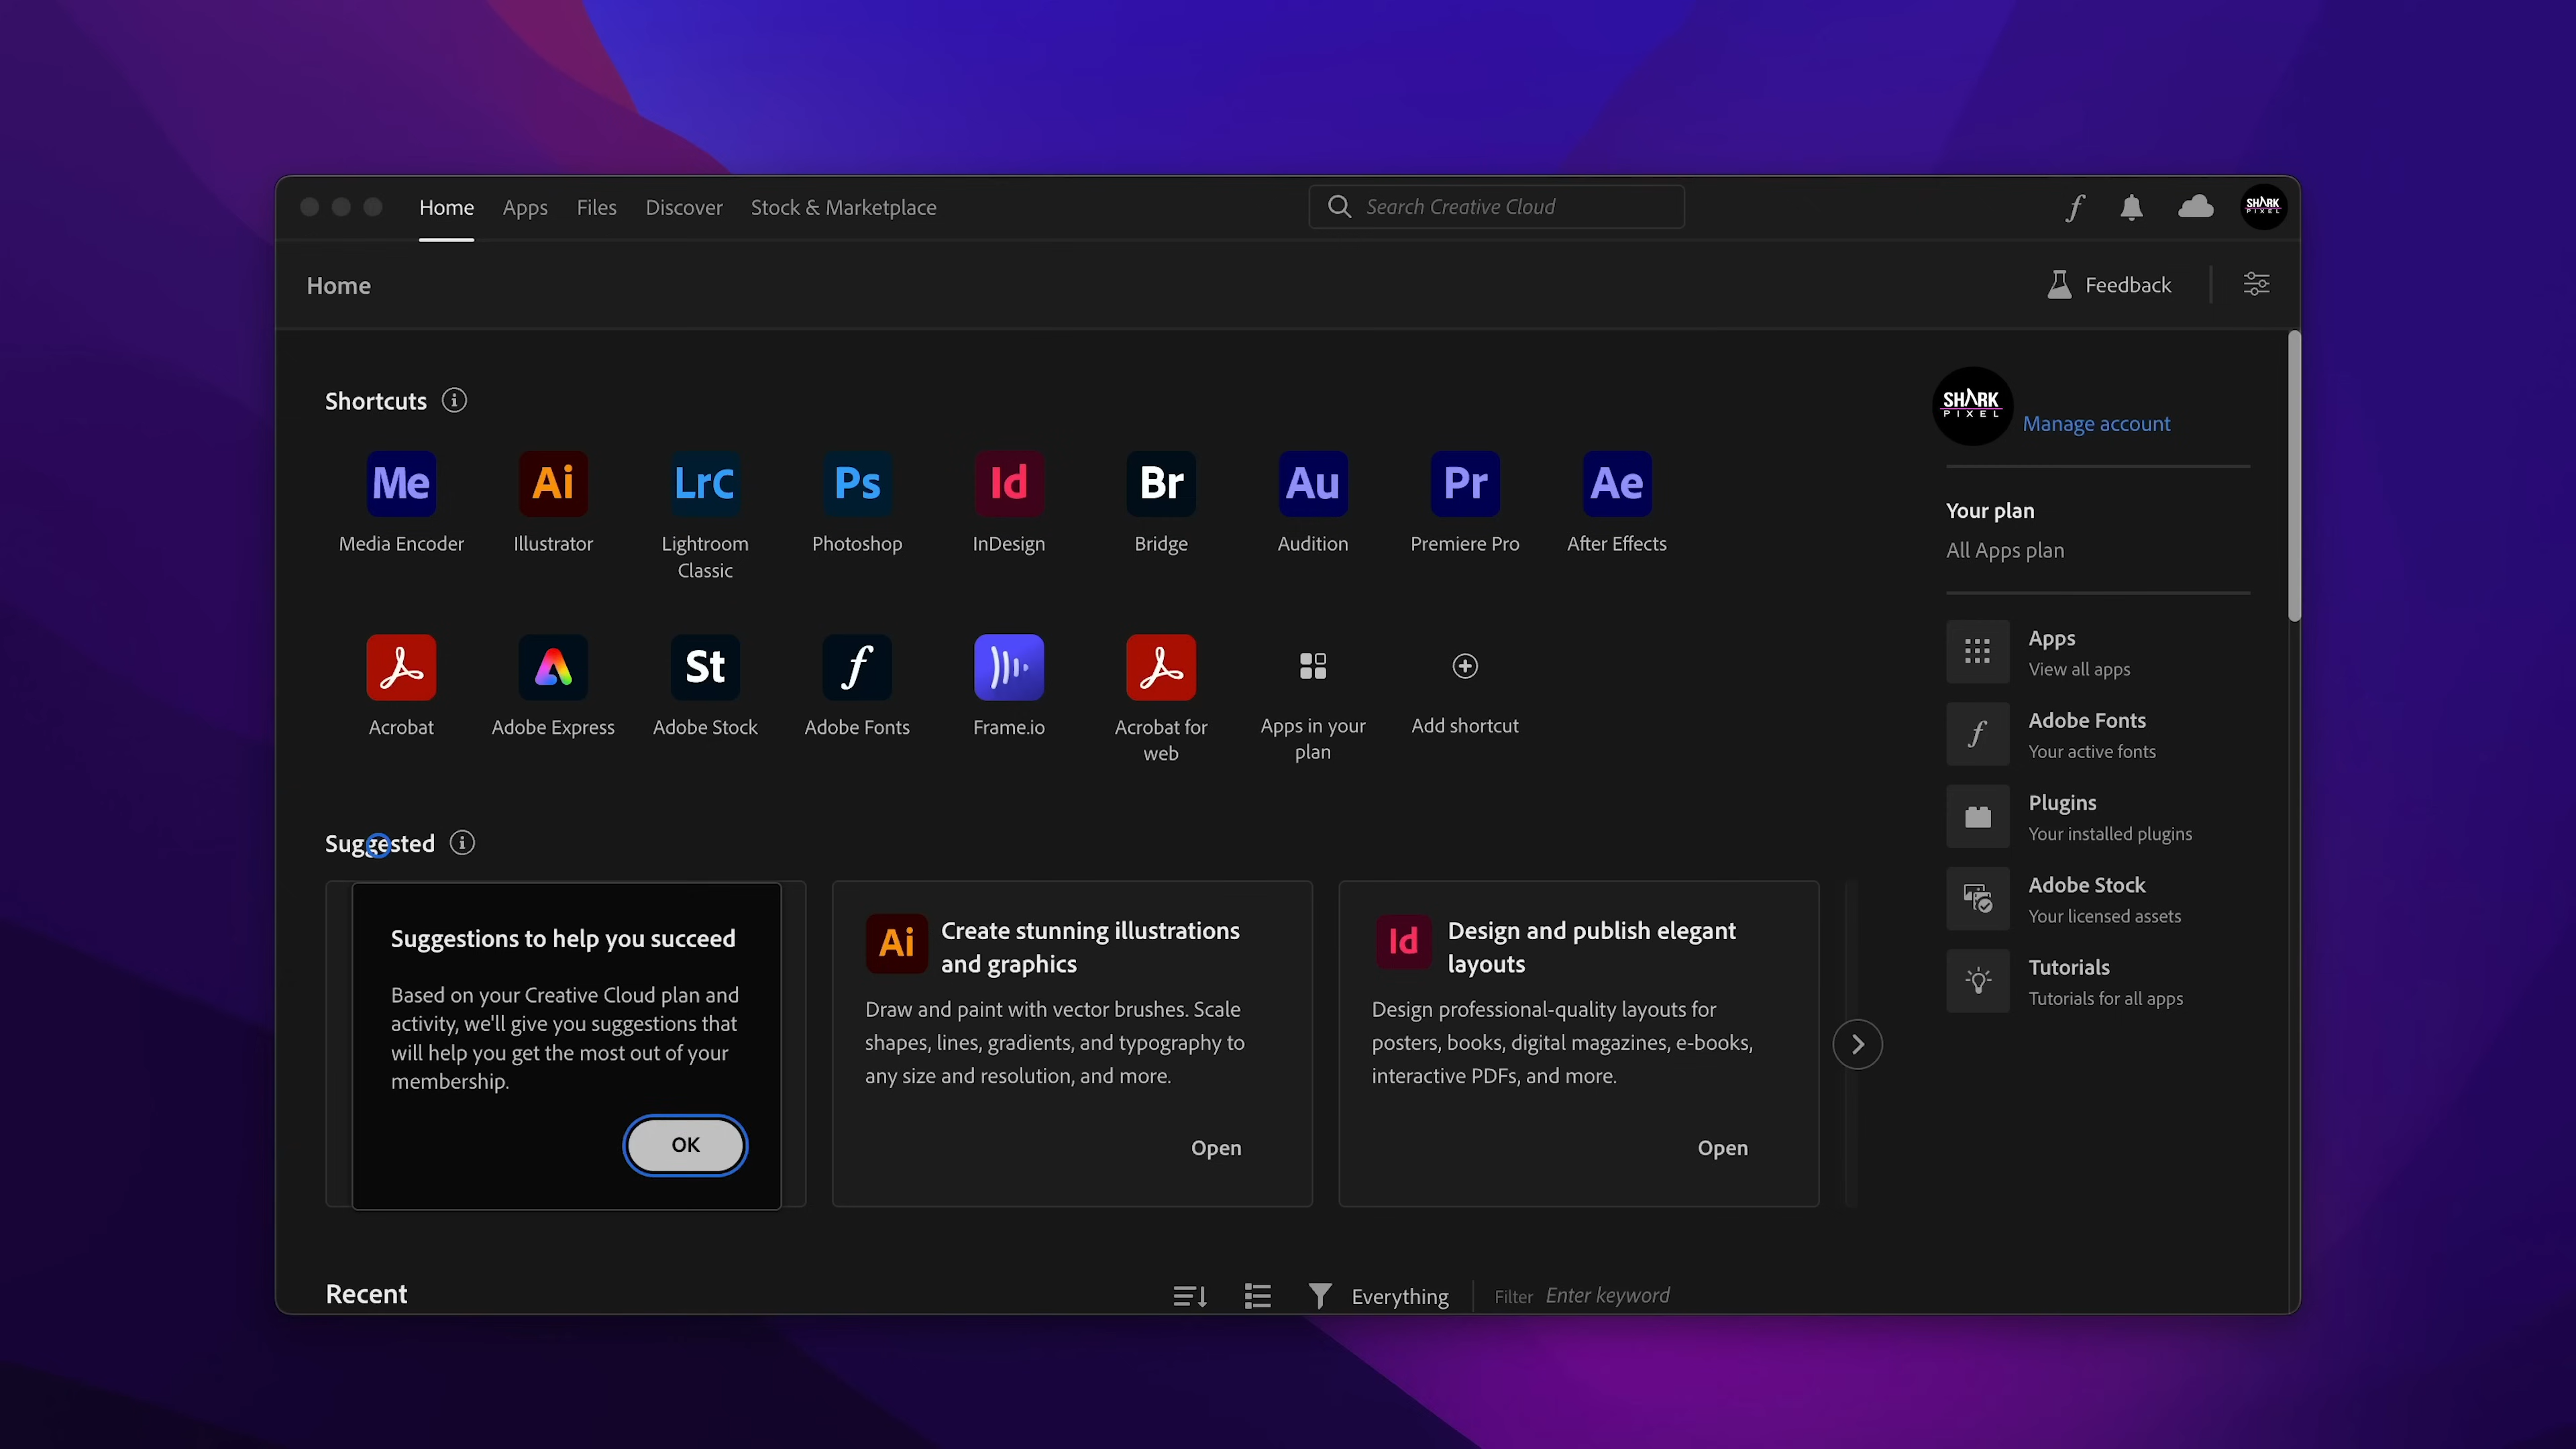 Home
Apps
Files
Discover
Stock & Marketplace
Search Creative Cloud
SHARK
PIXEL
Home
Feedback
Shortcuts
SHARK
PIXEL
Manage account
Me
Ai
LrC
Ps
Id
Br
Au
Pr
Ae
Media Encoder
Illustrator
Lightroom
Classic
Photoshop
InDesign
Bridge
Audition
Premiere Pro
After Effects
Your plan
All Apps plan
St
Acrobat
Adobe Express
Adobe Stock
Adobe Fonts
Frame.io
Acrobat for
web
Apps in your
plan
Add shortcut
Apps
View all apps
Adobe Fonts
Your active fonts
Plugins
Your installed plugins
Adobe Stock
Your licensed assets
Tutorials
Tutorials for all apps
Suggested
Suggestions to help you succeed
Based on your Creative Cloud plan and
activity, we'll give you suggestions that
will help you get the most out of your
membership.
OK
Ai
Create stunning illustrations
and graphics
Draw and paint with vector brushes. Scale
shapes, lines, gradients, and typography to
any size and resolution, and more.
Open
Id
Design and publish elegant
layouts
Design professional-quality layouts for
posters, books, digital magazines, e-books,
interactive PDFs, and more.
Open
Recent
Everything
Filter
Enter keyword